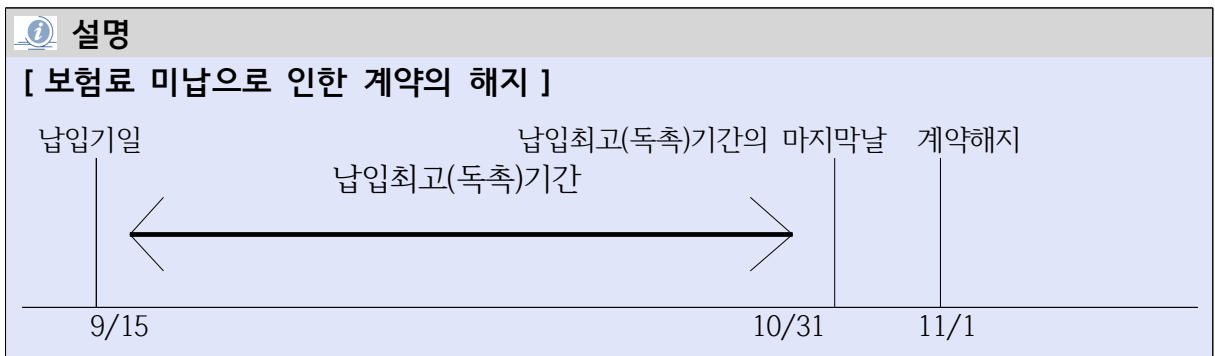 설명
[ 보험료 미납으로 인한 계약의 해지 ]
납입기일 납입최고(독촉)기간의 마지막날 계약해지
납입최고(독촉)기간
9/15 10/31 11/1